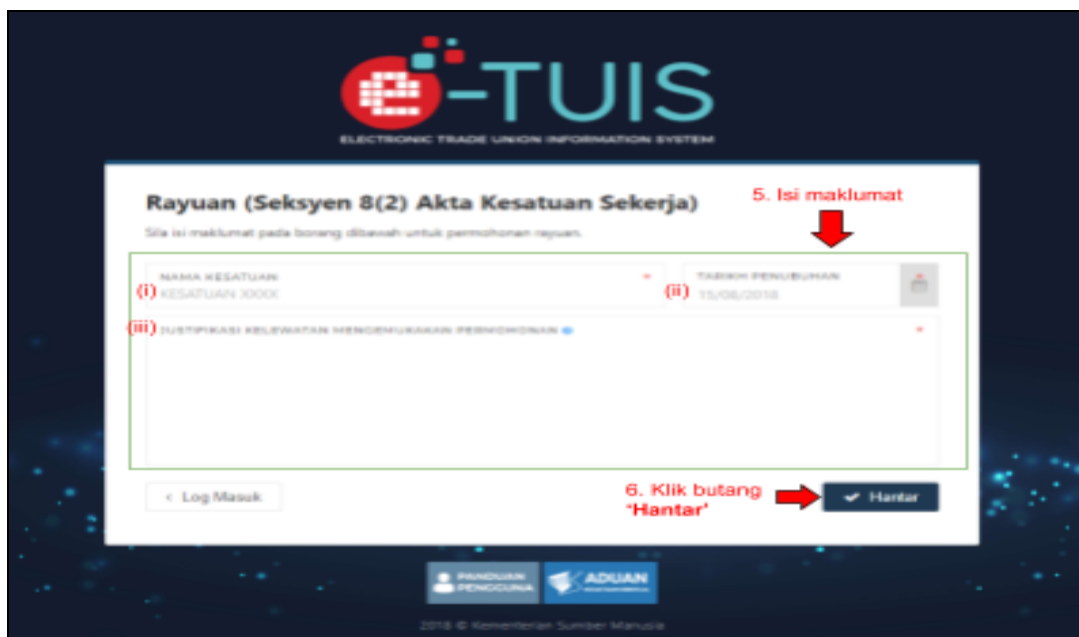 e-TUIS
ELECTRONIC TRADE UNION INFORMATION SYSTEM
Rayuan (Seksyen 8(2) Akta Kesatuan Sekerja)
5. Isi maklumat
Sila isi maklumat pada borang dibawah untuk permohonan rayuan.
NAMA KESATUAN *
(i) KESATUAN XXXX
TARIKH PENUBUHAN *
(ii) 15/08/2018
(iii) JUSTIFIKASI KELEWATAN MENGEMUKAKAN PERMOHONAN *
< Log Masuk
6. Klik butang
'Hantar'
Hantar
PANDUAN
PENGGUNA
ADUAN
2018 © Kementerian Sumber Manusia